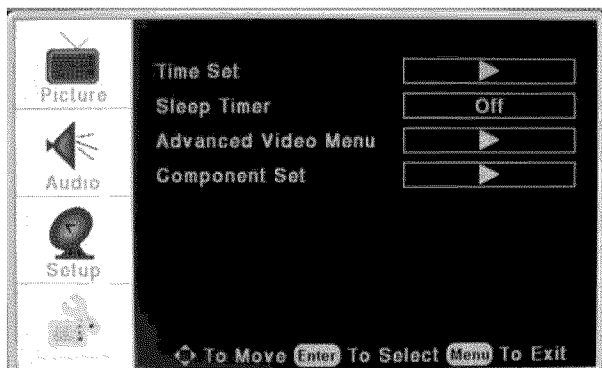 Picture
Audio
Setup
Time Set
Sleep Timer Off
Advanced Video Menu
Component Set
To Move Enter To Select Menu To Exit